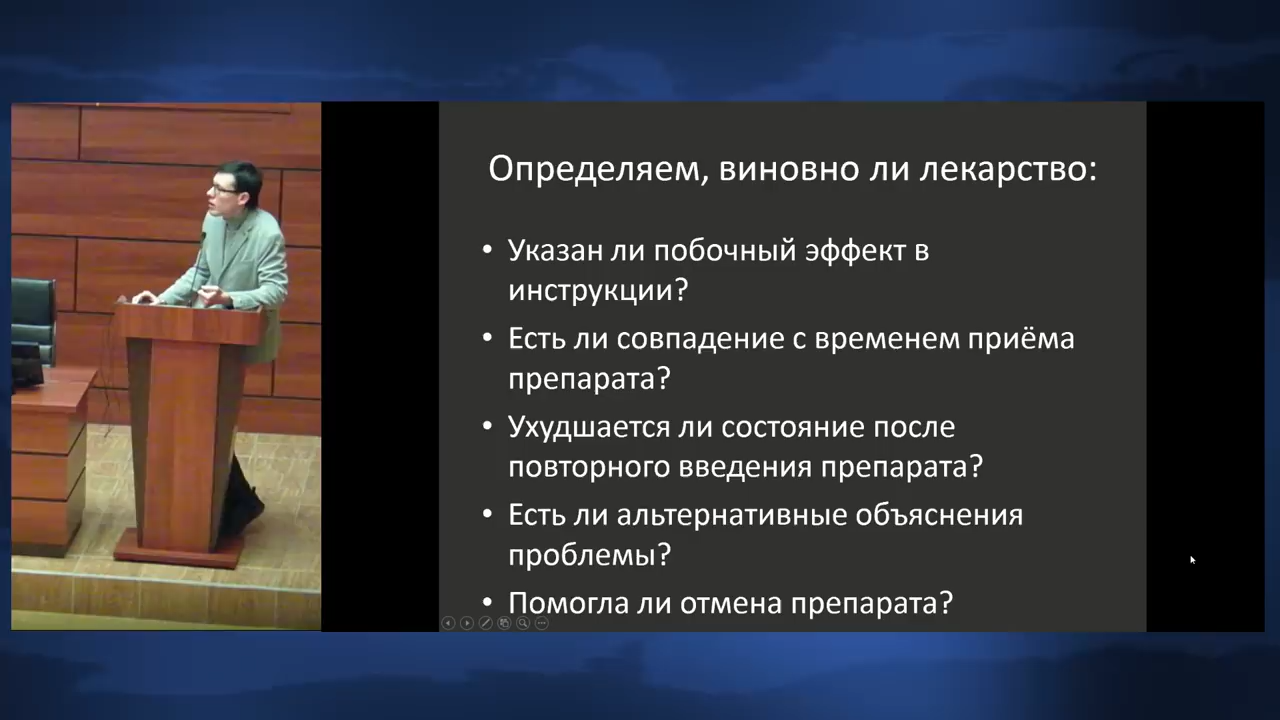 Определяем, виновно ли лекарство:
• Указан ли побочный эффект в
инструкции?
• Есть ли совпадение с временем приёма
препарата?
• Ухудшается ли состояние после
повторного введения препарата?
• Есть ли альтернативные объяснения
проблемы?
• Помогла ли отмена препарата?